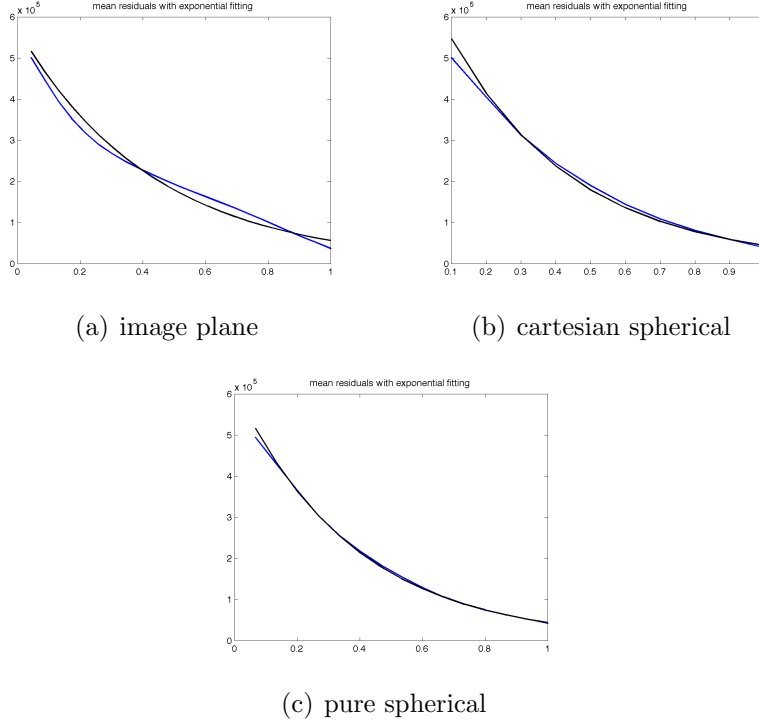 mean residuals with exponential fitting
x 10^5
6
5
4
3
2
1
0
0 0.2 0.4 0.6 0.8 1
(a) image plane
mean residuals with exponential fitting
x 10^5
6
5
4
3
2
1
0
0.1 0.2 0.3 0.4 0.5 0.6 0.7 0.8 0.9
(b) cartesian spherical
mean residuals with exponential fitting
x 10^5
6
5
4
3
2
1
0
0 0.2 0.4 0.6 0.8 1
(c) pure spherical